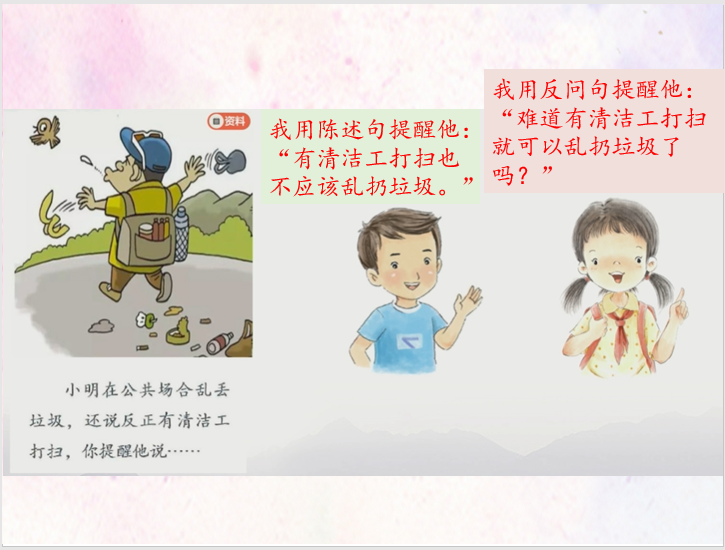 资料
小明在公共场合乱丢
垃圾，还说反正有清洁工
打扫，你提醒他说……
我用陈述句提醒他：
“有清洁工打扫也
不应该乱扔垃圾。”
我用反问句提醒他：
“难道有清洁工打扫
就可以乱扔垃圾了
吗？”